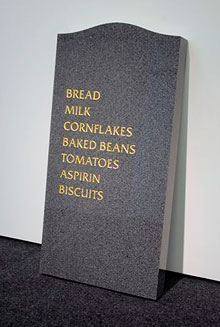 BREAD
MILK
CORNFLAKES
BAKED BEANS
TOMATOES
ASPIRIN
BISCUITS